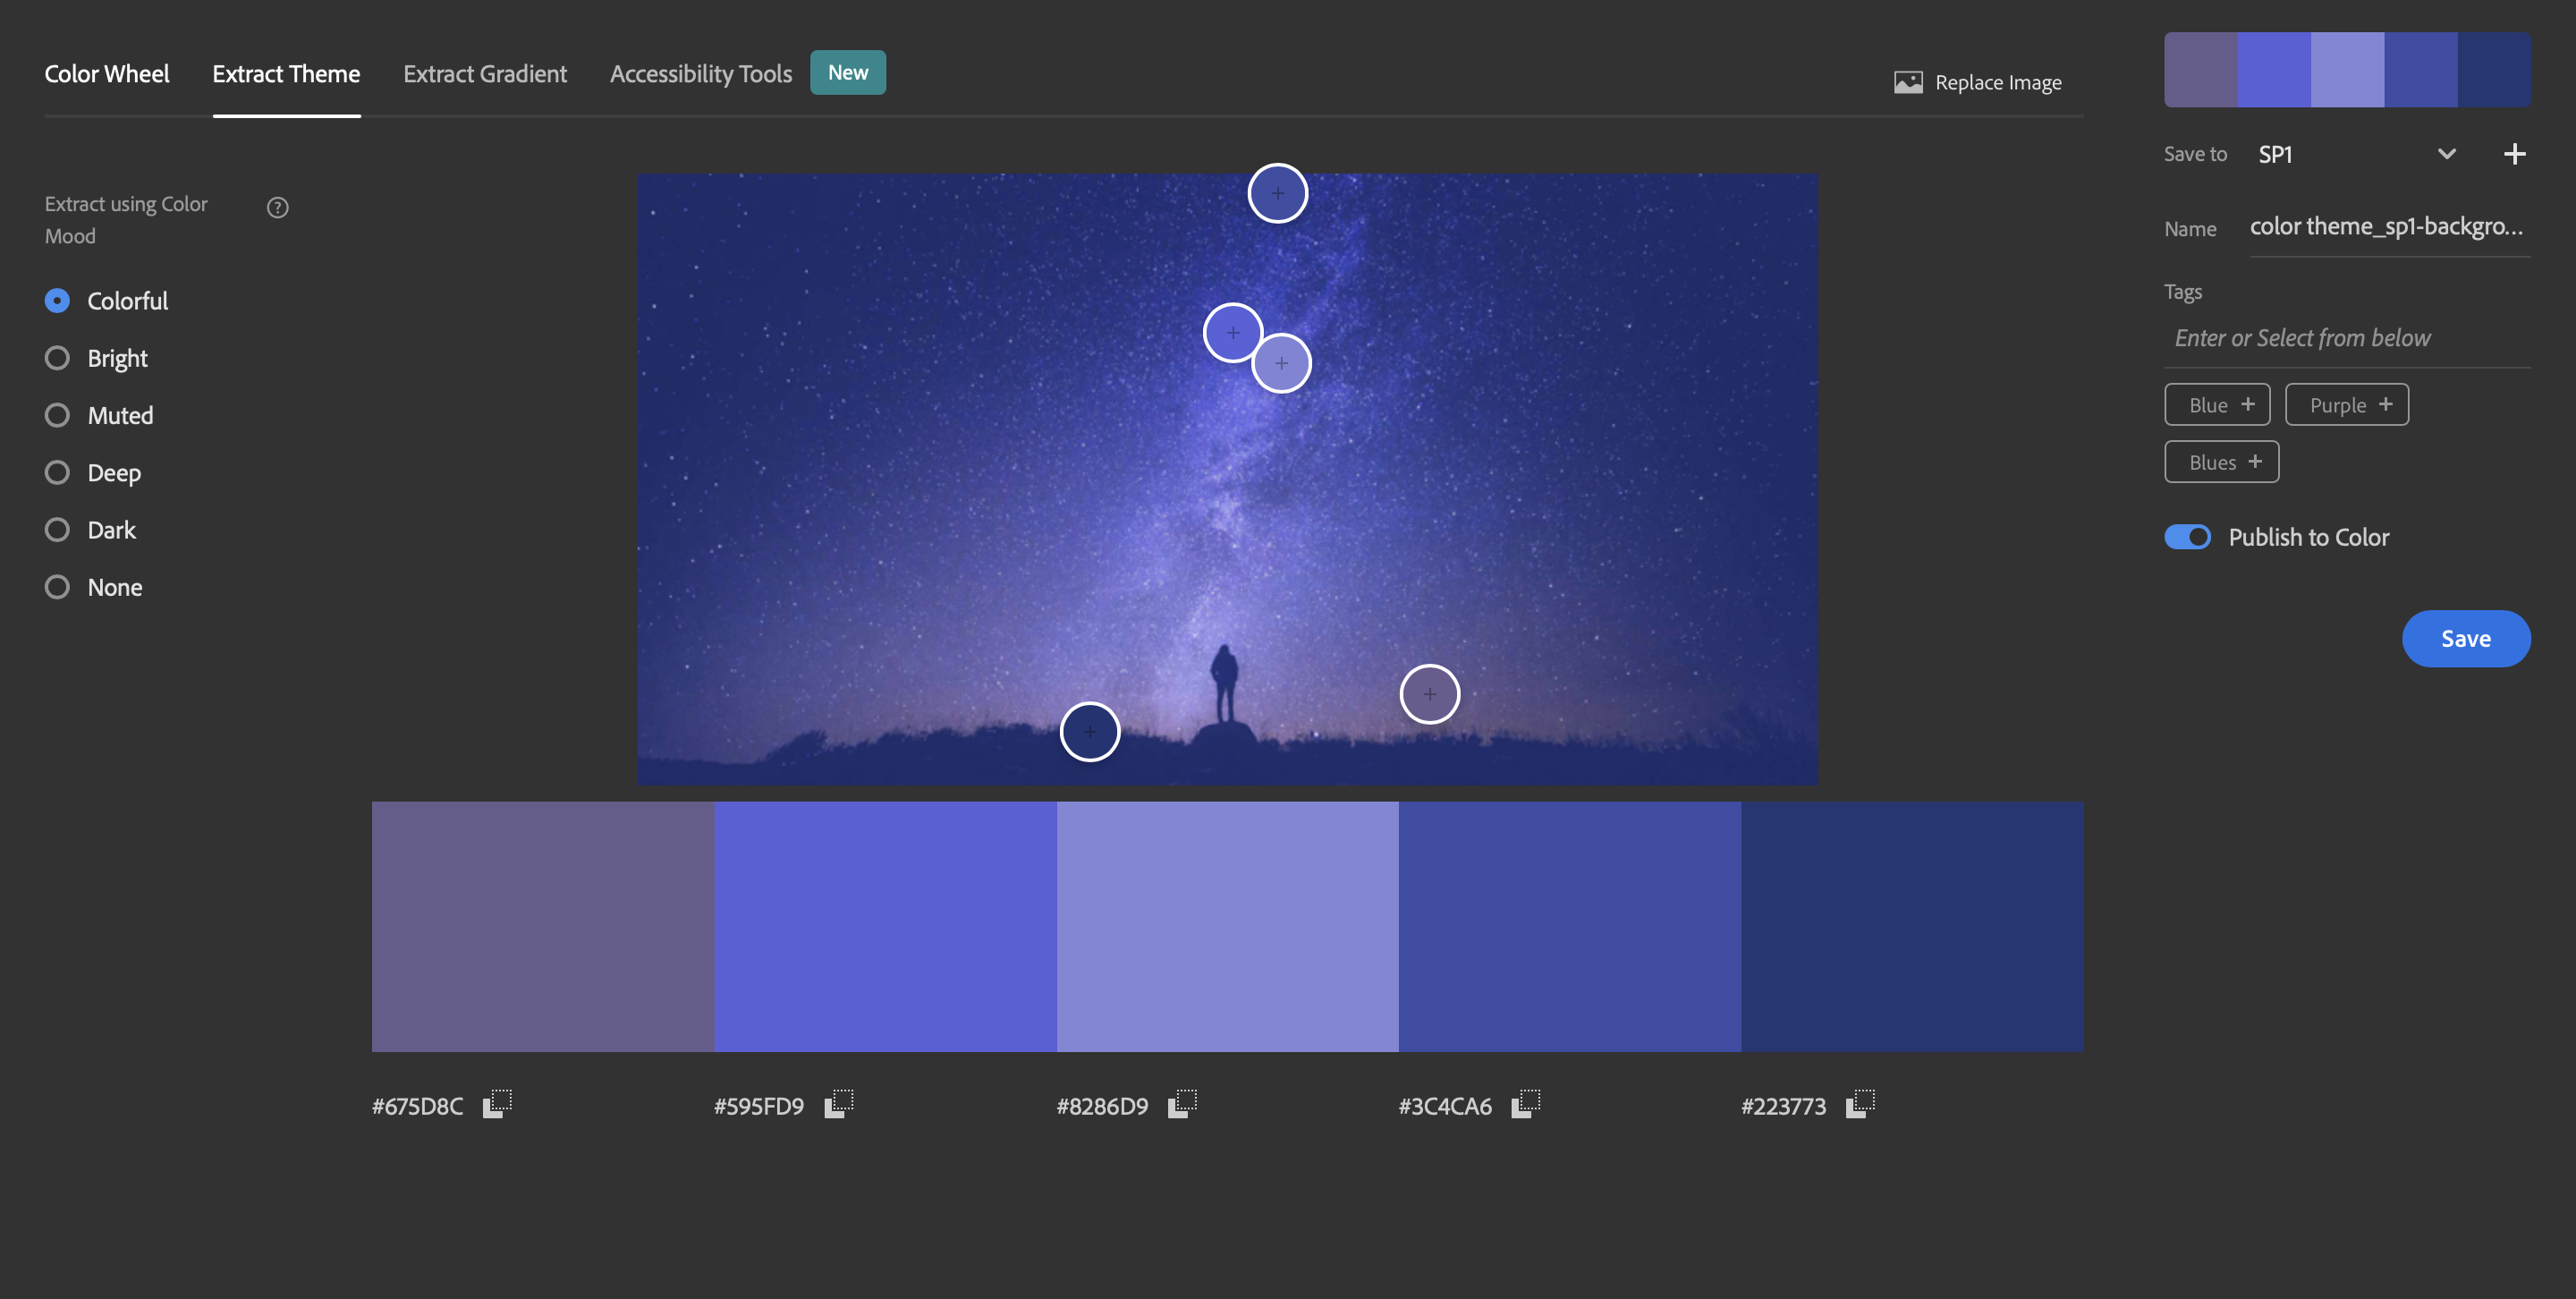 Color Wheel
Extract Theme
Extract Gradient
Accessibility Tools
New
Replace Image
Extract using Color
Mood
?
Colorful
Bright
Muted
Deep
Dark
None
#675D8C
#595FD9
#8286D9
#3C4CA6
#223773
Save to
SP1
Name
color theme_sp1-backgro...
Tags
Enter or Select from below
Blue +
Purple +
Blues +
Publish to Color
Save